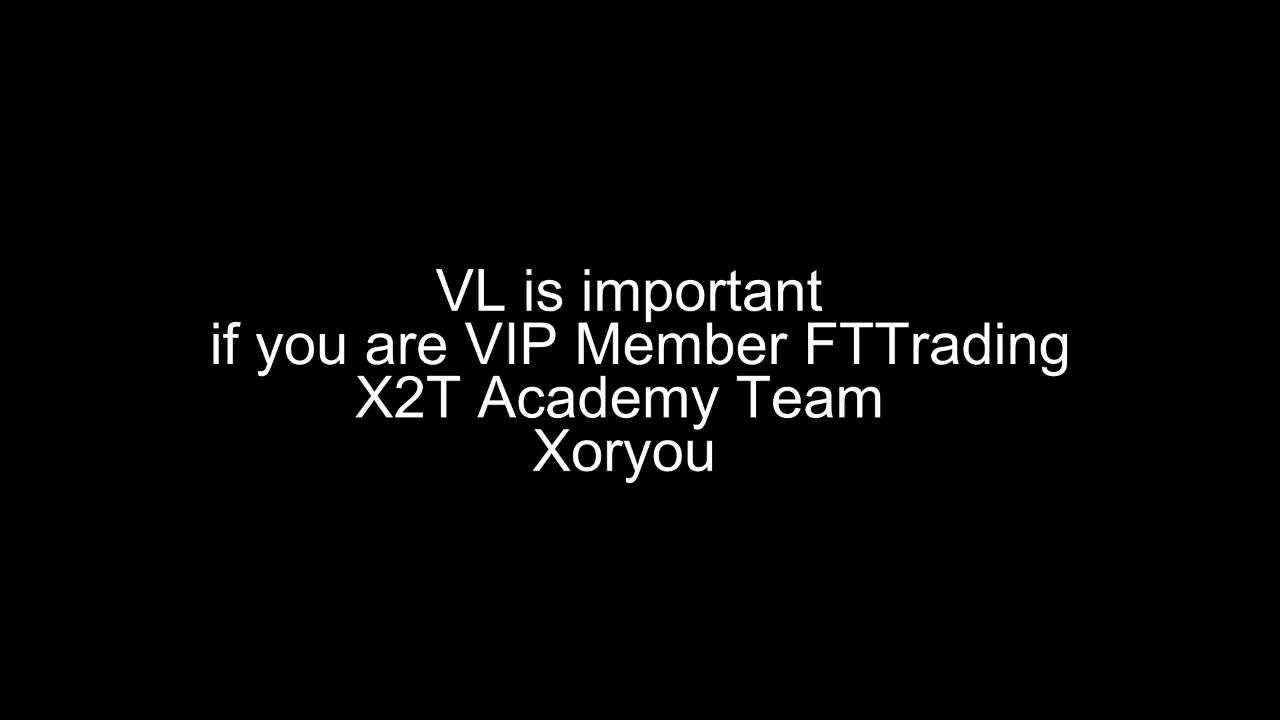 VL is important
if you are VIP Member FTTrading
X2T Academy Team
Xoryou